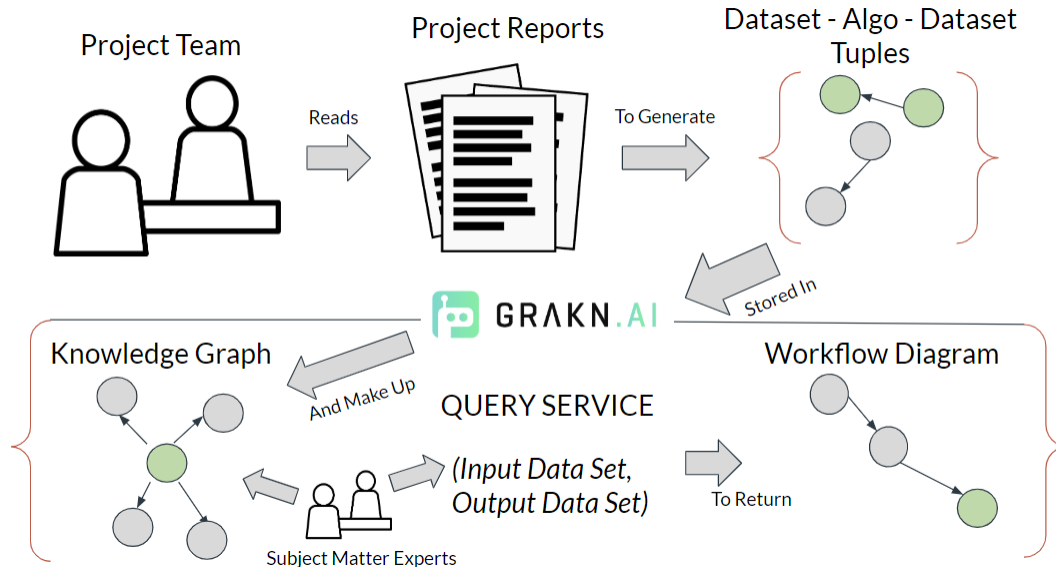 Project Team
Project Reports
Dataset - Algo - Dataset
Tuples
Reads
To Generate
Stored In
GRAKN.AI
Knowledge Graph
And Make Up
QUERY SERVICE
(Input Data Set,
Output Data Set)
Workflow Diagram
To Return
Subject Matter Experts